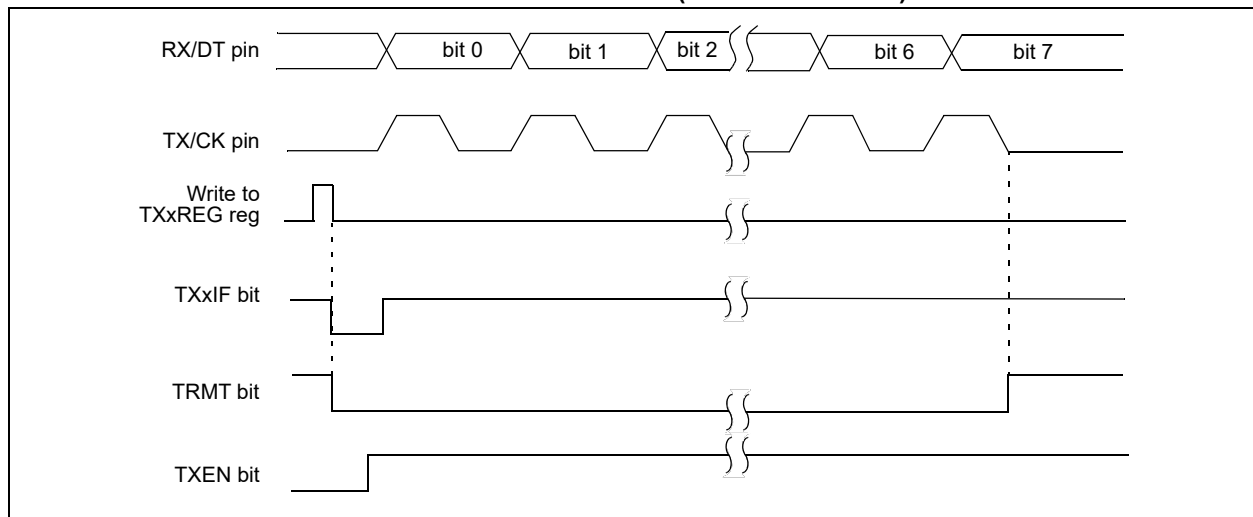 RX/DT pin
bit 0
bit 1
bit 2
bit 6
bit 7
TX/CK pin
Write to
TXxREG reg
TXxIF bit
TRMT bit
TXEN bit